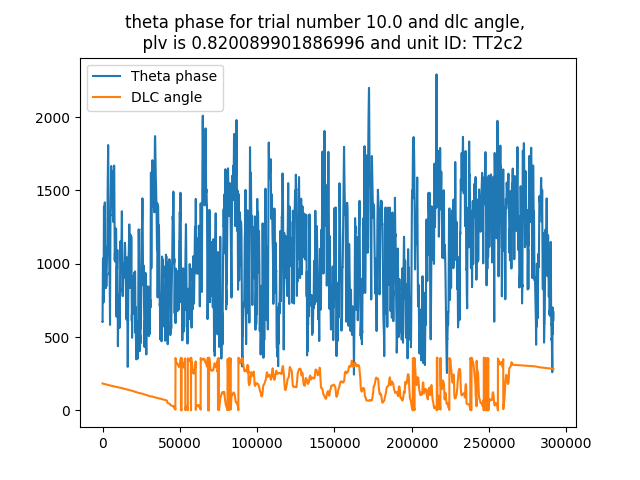 theta phase for trial number 10.0 and dlc angle,
plv is 0.820089901886996 and unit ID: TT2c2
Theta phase
DLC angle
2000
1500
1000
500
0
0 50000 100000 150000 200000 250000 300000